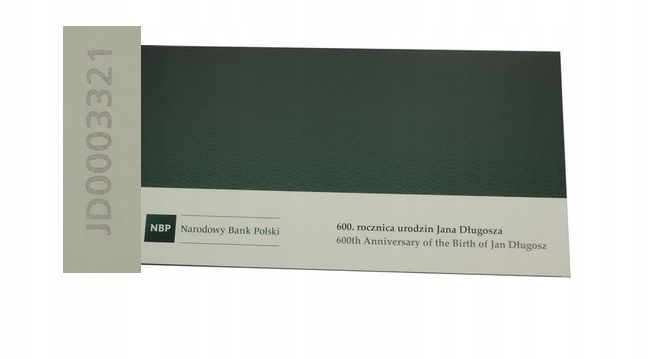 JD0003321
NBP
Narodowy Bank Polski
600. rocznica urodzin Jana Długosza
600th Anniversary of the Birth of Jan Długosz